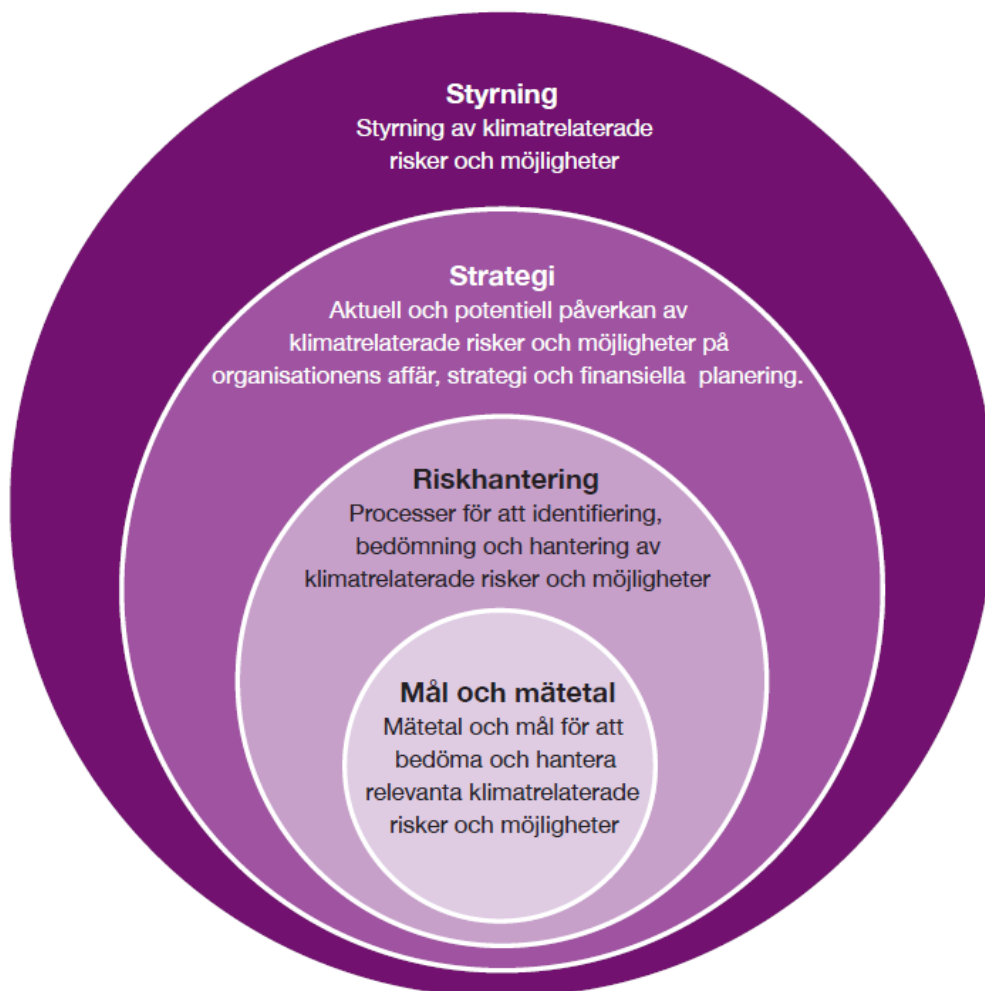 Styrning
Styrning av klimatrelaterade
risker och möjligheter
Strategi
Aktuell och potentiell påverkan av
klimatrelaterade risker och möjligheter på
organisationens affär, strategi och finansiella planering.
Riskhantering
Processer för att identifiering,
bedömning och hantering av
klimatrelaterade risker och möjligheter
Mål och mätetal
Mätetal och mål för att
bedöma och hantera
relevanta klimatrelaterade
risker och möjligheter